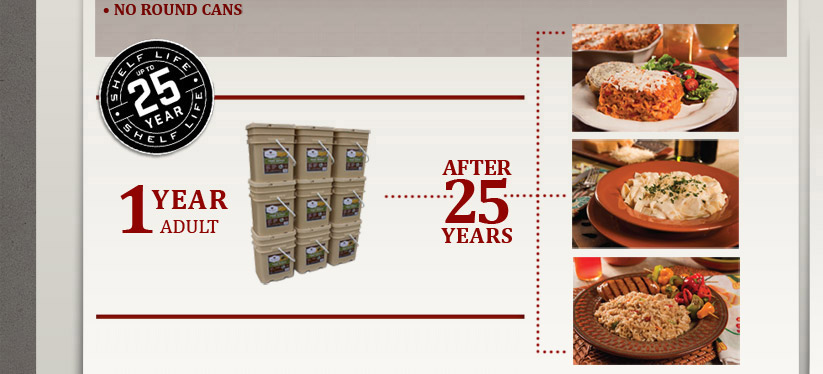 • NO ROUND CANS
SHELF LIFE
UP TO
25
YEAR
SHELF LIFE
1 YEAR
ADULT
AFTER
25
YEARS